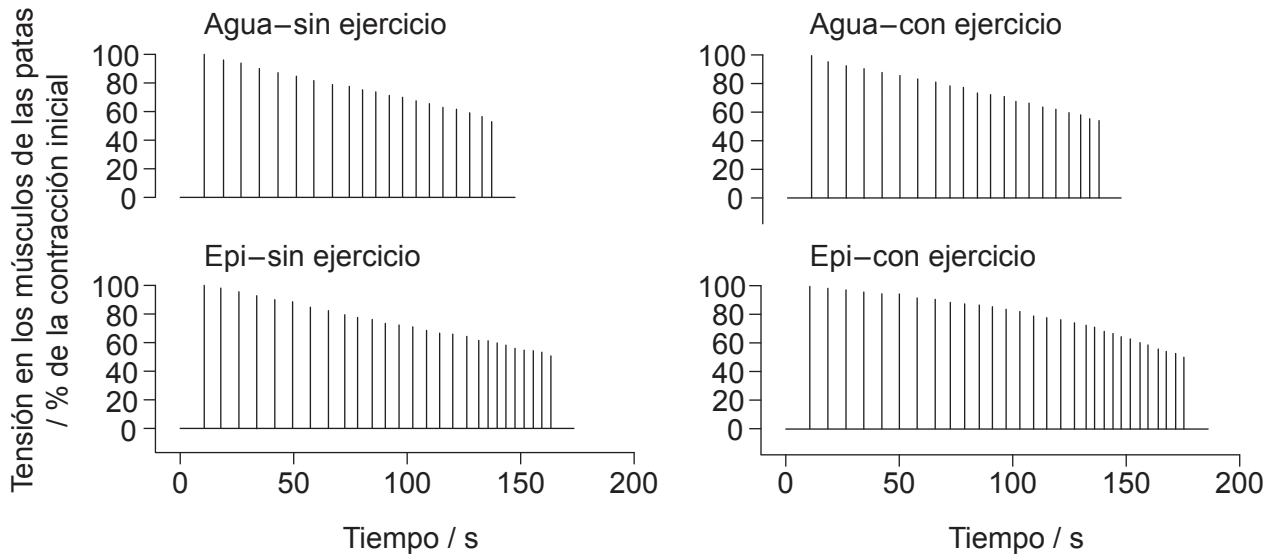 Tensión en los músculos de las patas
/ % de la contracción inicial
Agua–sin ejercicio
100
80
60
40
20
0
Agua–con ejercicio
100
80
60
40
20
0
Epi–sin ejercicio
100
80
60
40
20
0
0 50 100 150 200
Tiempo / s
Epi–con ejercicio
100
80
60
40
20
0
0 50 100 150 200
Tiempo / s